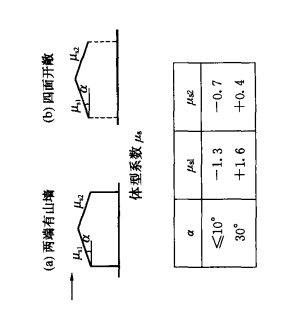 (a) 两端有山墙
(b) 四面开敞
μs1
α
μs2
μs1
α
μs2
体型系数 μs
α μs1 μs2
≤10° −1.3 −0.7
30° +1.6 +0.4